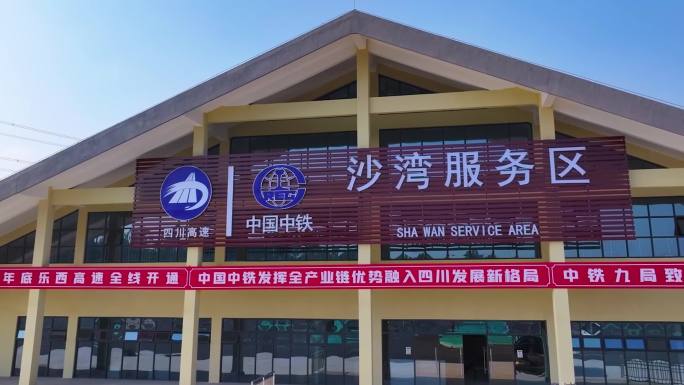 沙湾服务区
四川高速
中国中铁
SHA WAN SERVICE AREA
年底乐西高速全线开通
中国中铁发挥全产业链优势融入四川发展新格局
中铁九局致